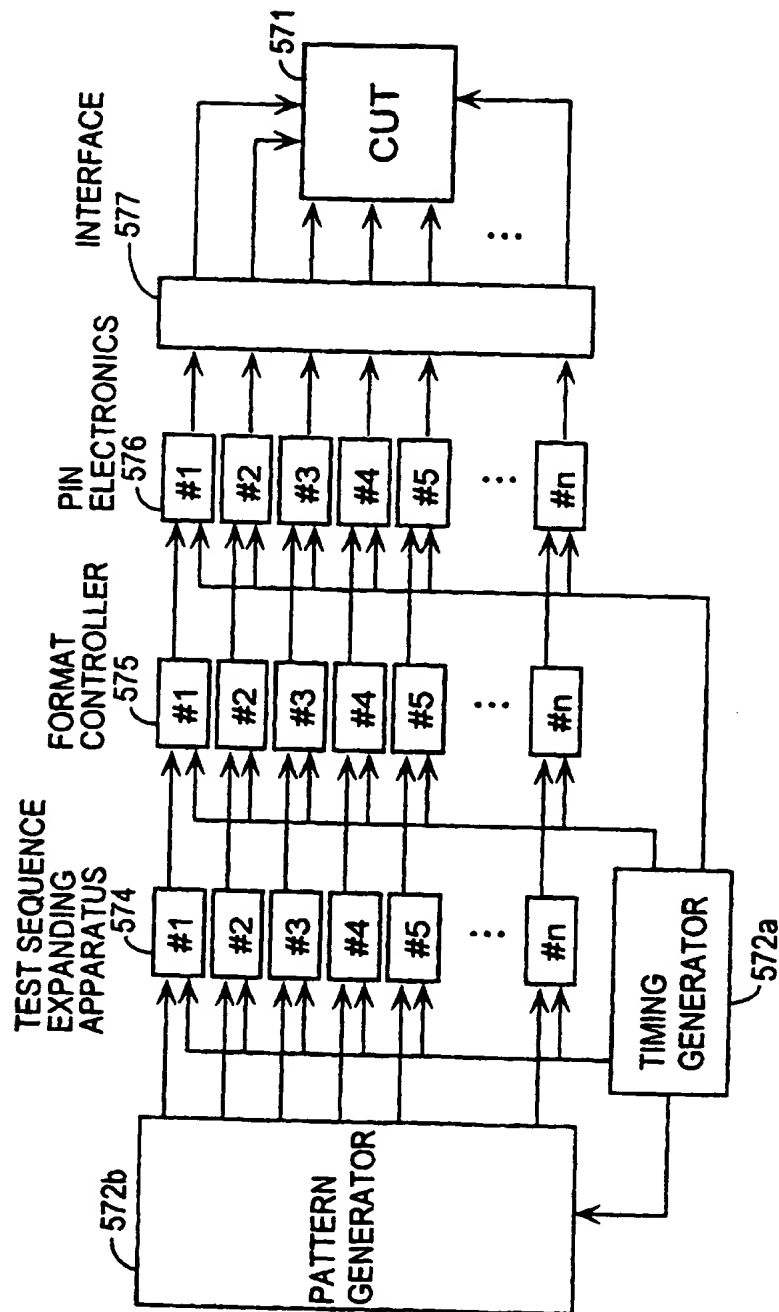 TEST SEQUENCE
EXPANDING
APPARATUS
574
FORMAT
CONTROLLER
575
PIN
ELECTRONICS
576
INTERFACE
577
571
572b
PATTERN
GENERATOR
#1
#2
#3
#4
#5
...
#n
#1
#2
#3
#4
#5
...
#n
#1
#2
#3
#4
#5
...
#n
CUT
...
TIMING
GENERATOR
572a